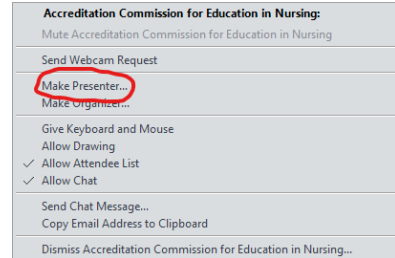 Accreditation Commission for Education in Nursing:
Mute Accreditation Commission for Education in Nursing
Send Webcam Request
Make Presenter...
Make Organizer...
Give Keyboard and Mouse
Allow Drawing
Allow Attendee List
Allow Chat
Send Chat Message...
Copy Email Address to Clipboard
Dismiss Accreditation Commission for Education in Nursing...